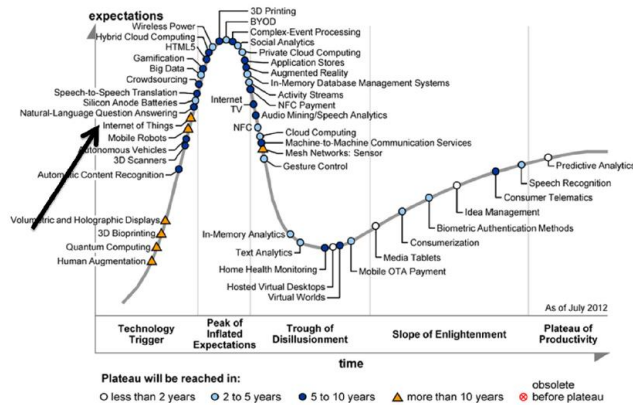 expectations
3D Printing
BYOD
Complex-Event Processing
Wireless Power
Hybrid Cloud Computing
HTML5
Gamification
Big Data
Crowdsourcing
Speech-to-Speech Translation
Silicon Anode Batteries
Natural-Language Question Answering
Internet of Things
Mobile Robots
Autonomous Vehicles
3D Scanners
Automatic Content Recognition
Volumetric and Holographic Displays
3D Bioprinting
Quantum Computing
Human Augmentation
Social Analytics
Private Cloud Computing
Application Stores
Augmented Reality
In-Memory Database Management Systems
Activity Streams
NFC Payment
Internet
TV
Audio Mining/Speech Analytics
NFC
Cloud Computing
Machine-to-Machine Communication Services
Mesh Networks: Sensor
Gesture Control
In-Memory Analytics
Text Analytics
Home Health Monitoring
Hosted Virtual Desktops
Virtual Worlds
Mobile OTA Payment
Media Tablets
Consumerization
Biometric Authentication Methods
Idea Management
Consumer Telematics
Speech Recognition
Predictive Analytics
As of July 2012
Technology
Trigger
Peak of
Inflated
Expectations
Trough of
Disillusionment
Slope of Enlightenment
Plateau of
Productivity
time
Plateau will be reached in:
less than 2 years
2 to 5 years
5 to 10 years
more than 10 years
obsolete
before plateau